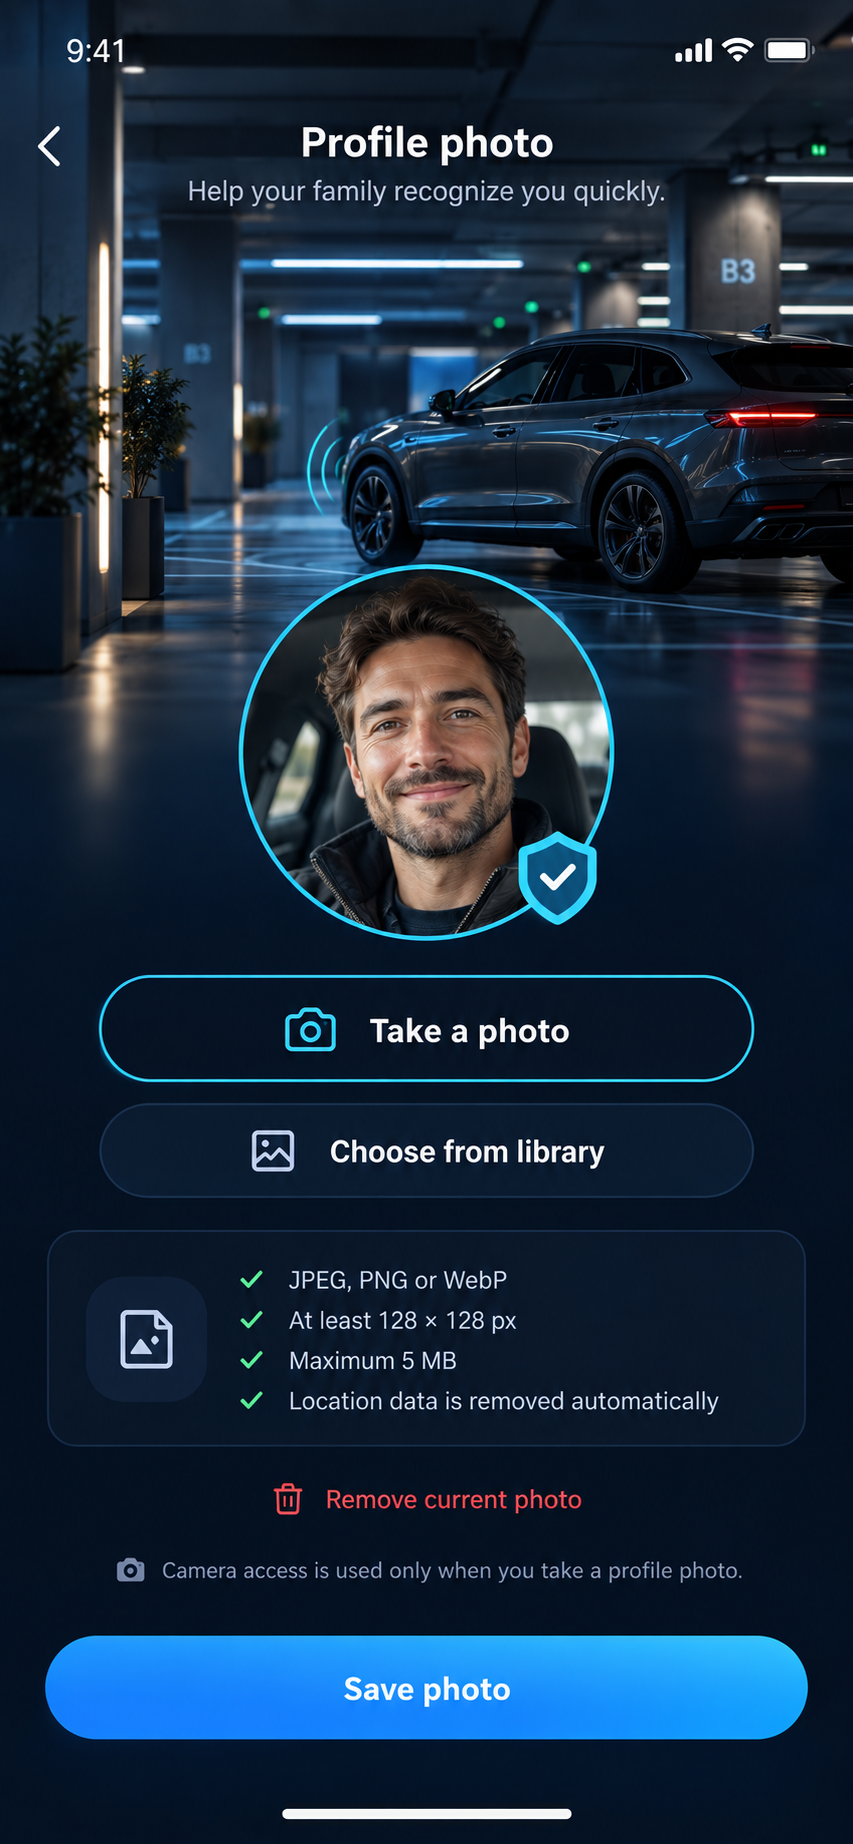 9:41
Profile photo
Help your family recognize you quickly.
B3
B3
Take a photo
Choose from library
JPEG, PNG or WebP
At least 128 × 128 px
Maximum 5 MB
Location data is removed automatically
Remove current photo
Camera access is used only when you take a profile photo.
Save photo